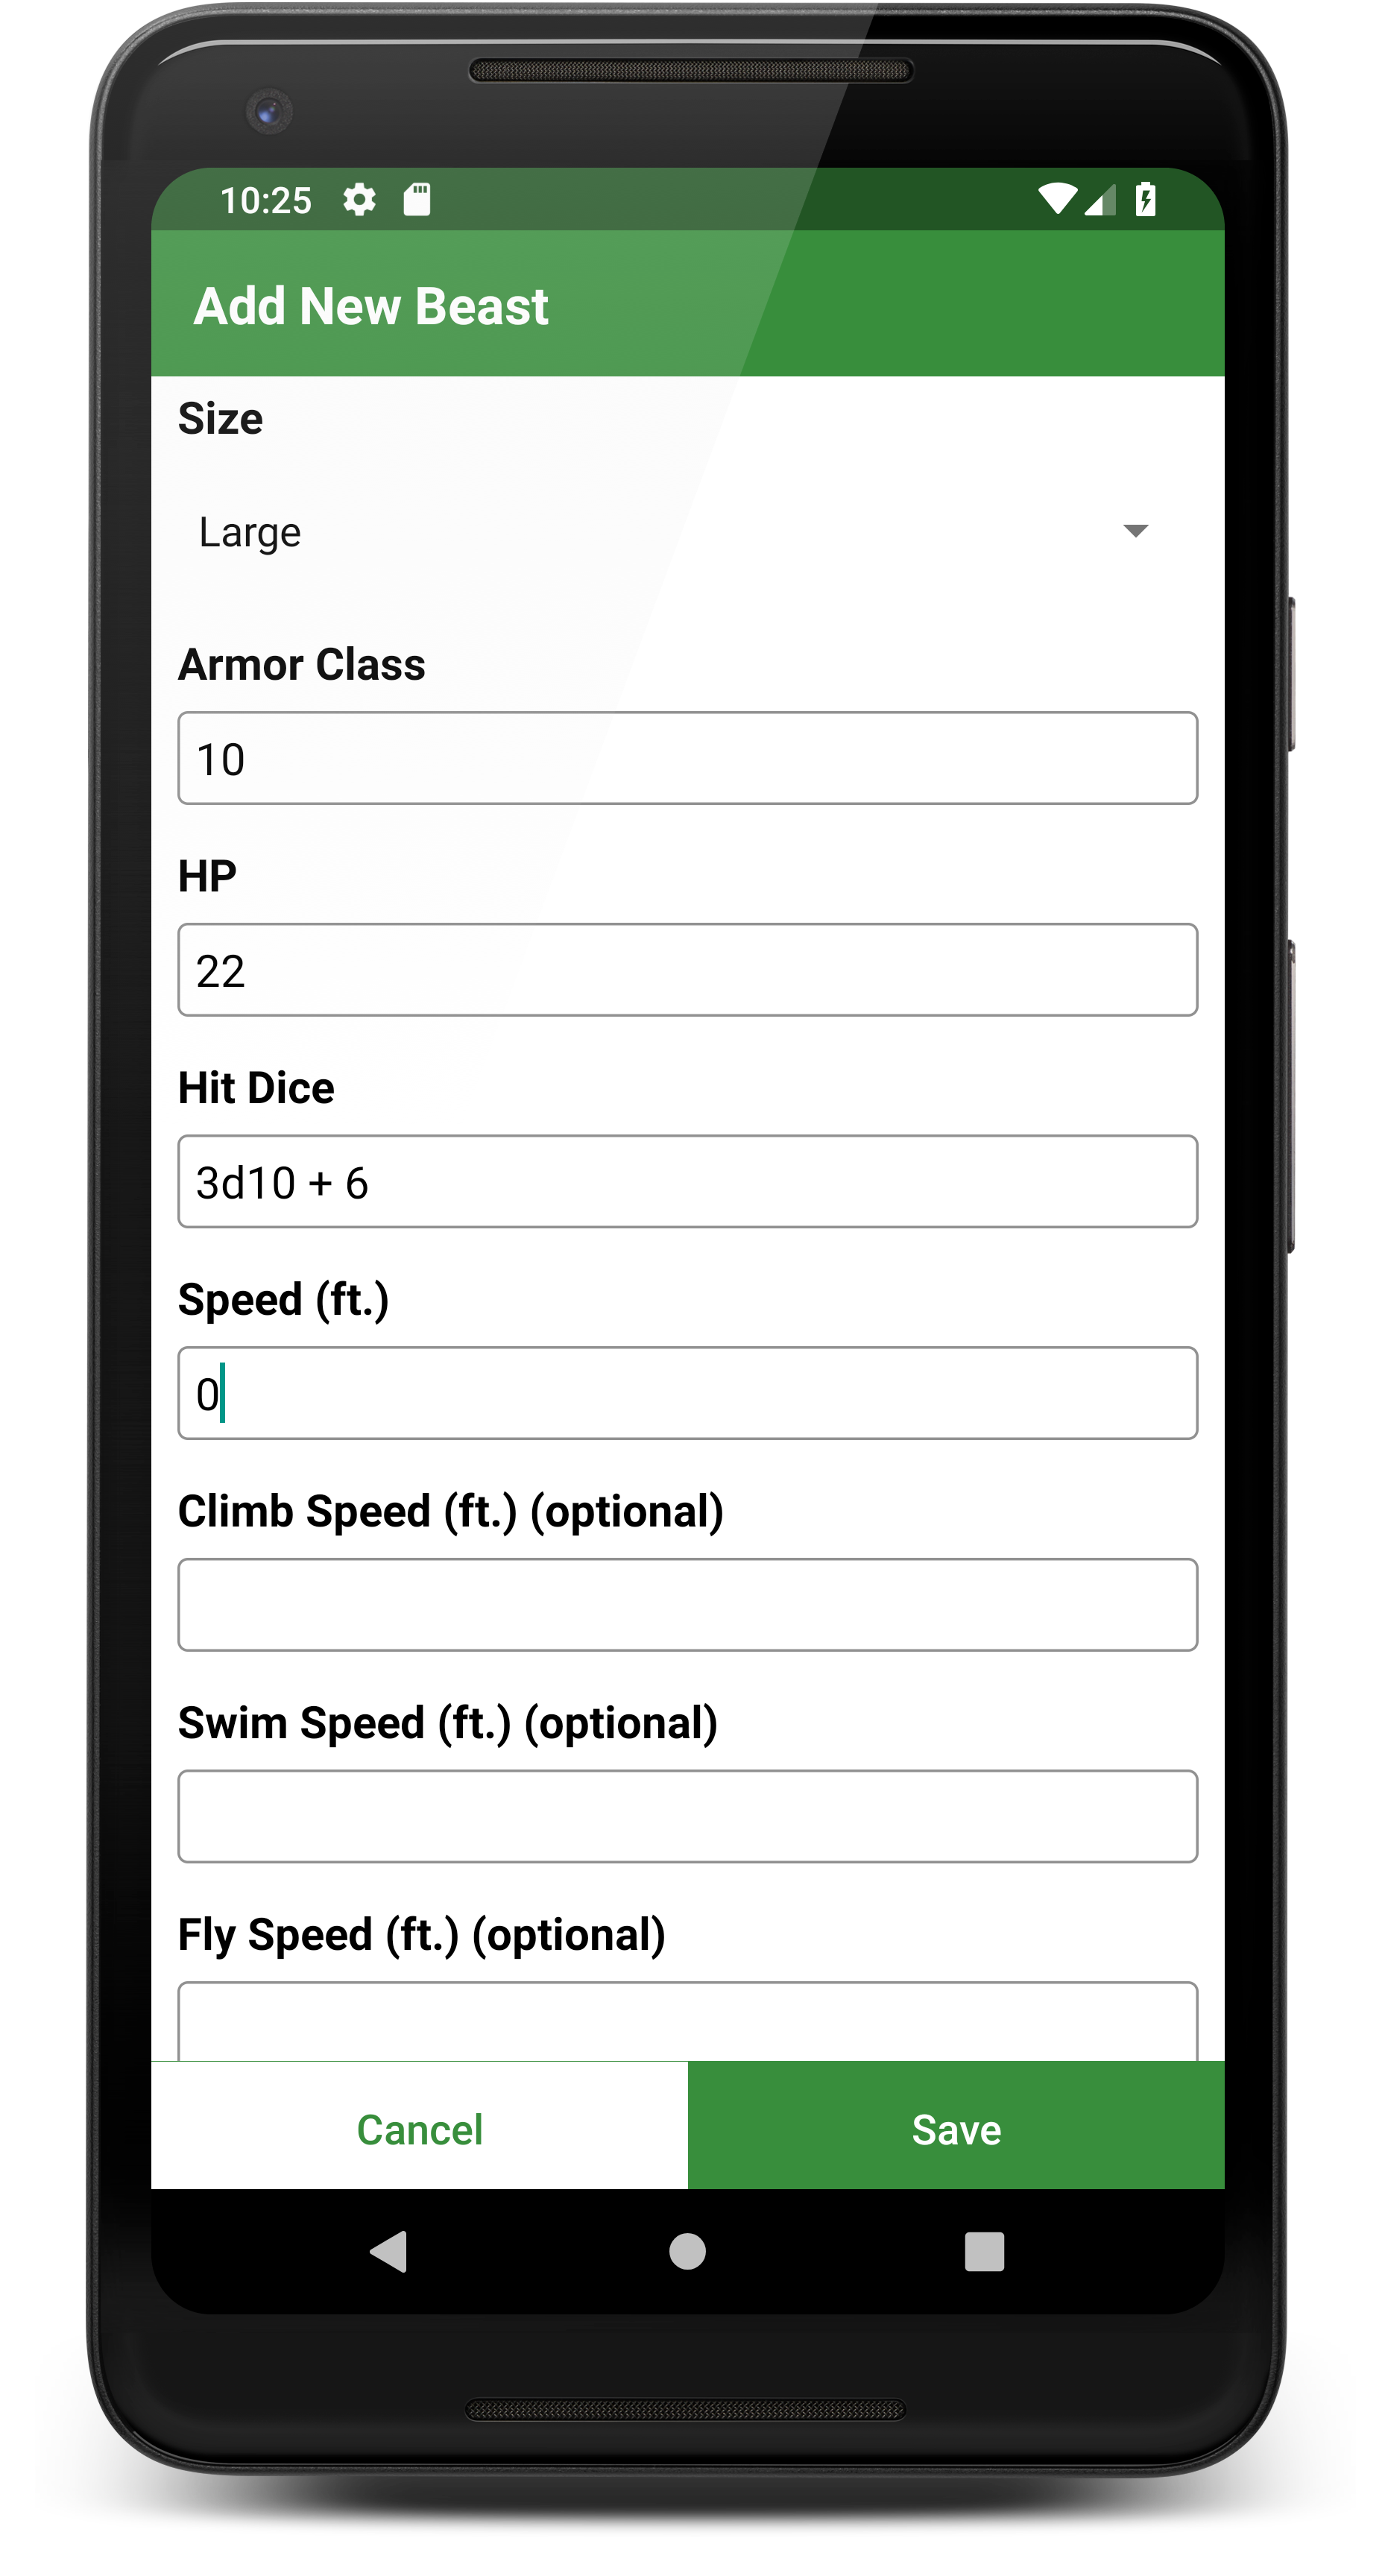 10:25
Add New Beast
Size
Large
Armor Class
10
HP
22
Hit Dice
3d10 + 6
Speed (ft.)
0
Climb Speed (ft.) (optional)
Swim Speed (ft.) (optional)
Fly Speed (ft.) (optional)
Cancel
Save